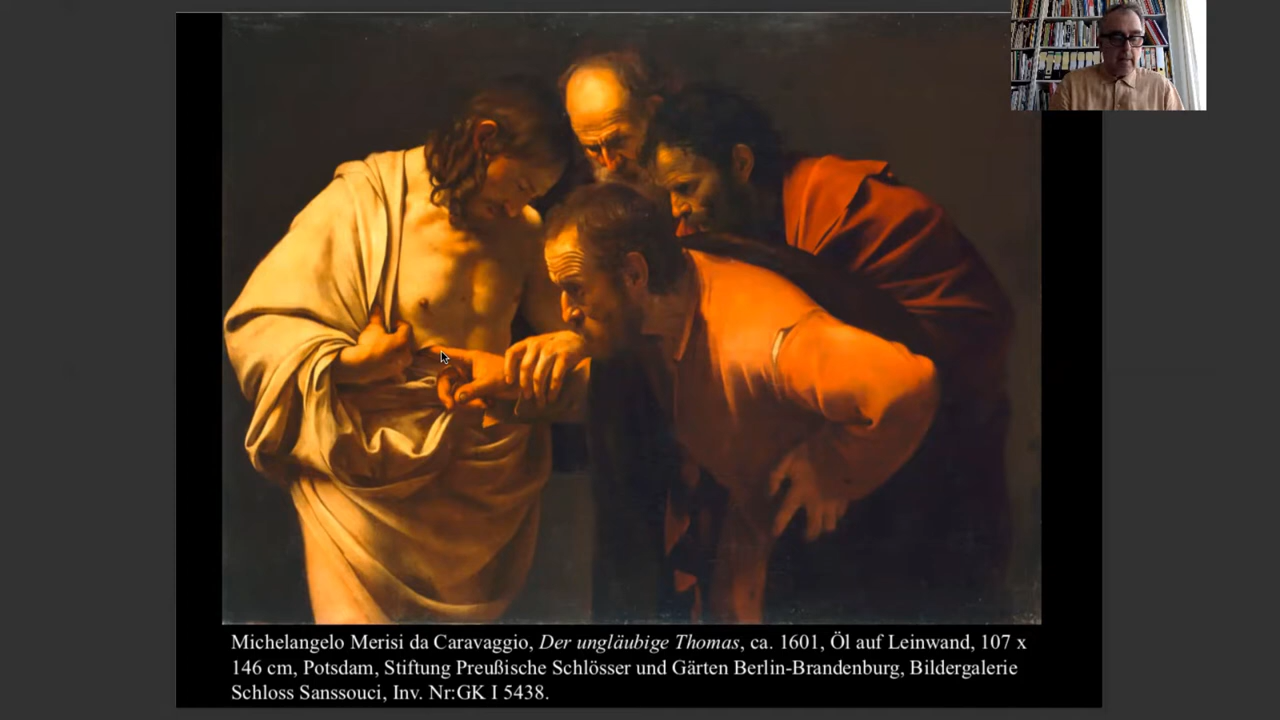 Michelangelo Merisi da Caravaggio, Der ungläubige Thomas, ca. 1601, Öl auf Leinwand, 107 x
146 cm, Potsdam, Stiftung Preußische Schlösser und Gärten Berlin-Brandenburg, Bildergalerie
Schloss Sanssouci, Inv. Nr:GK I 5438.